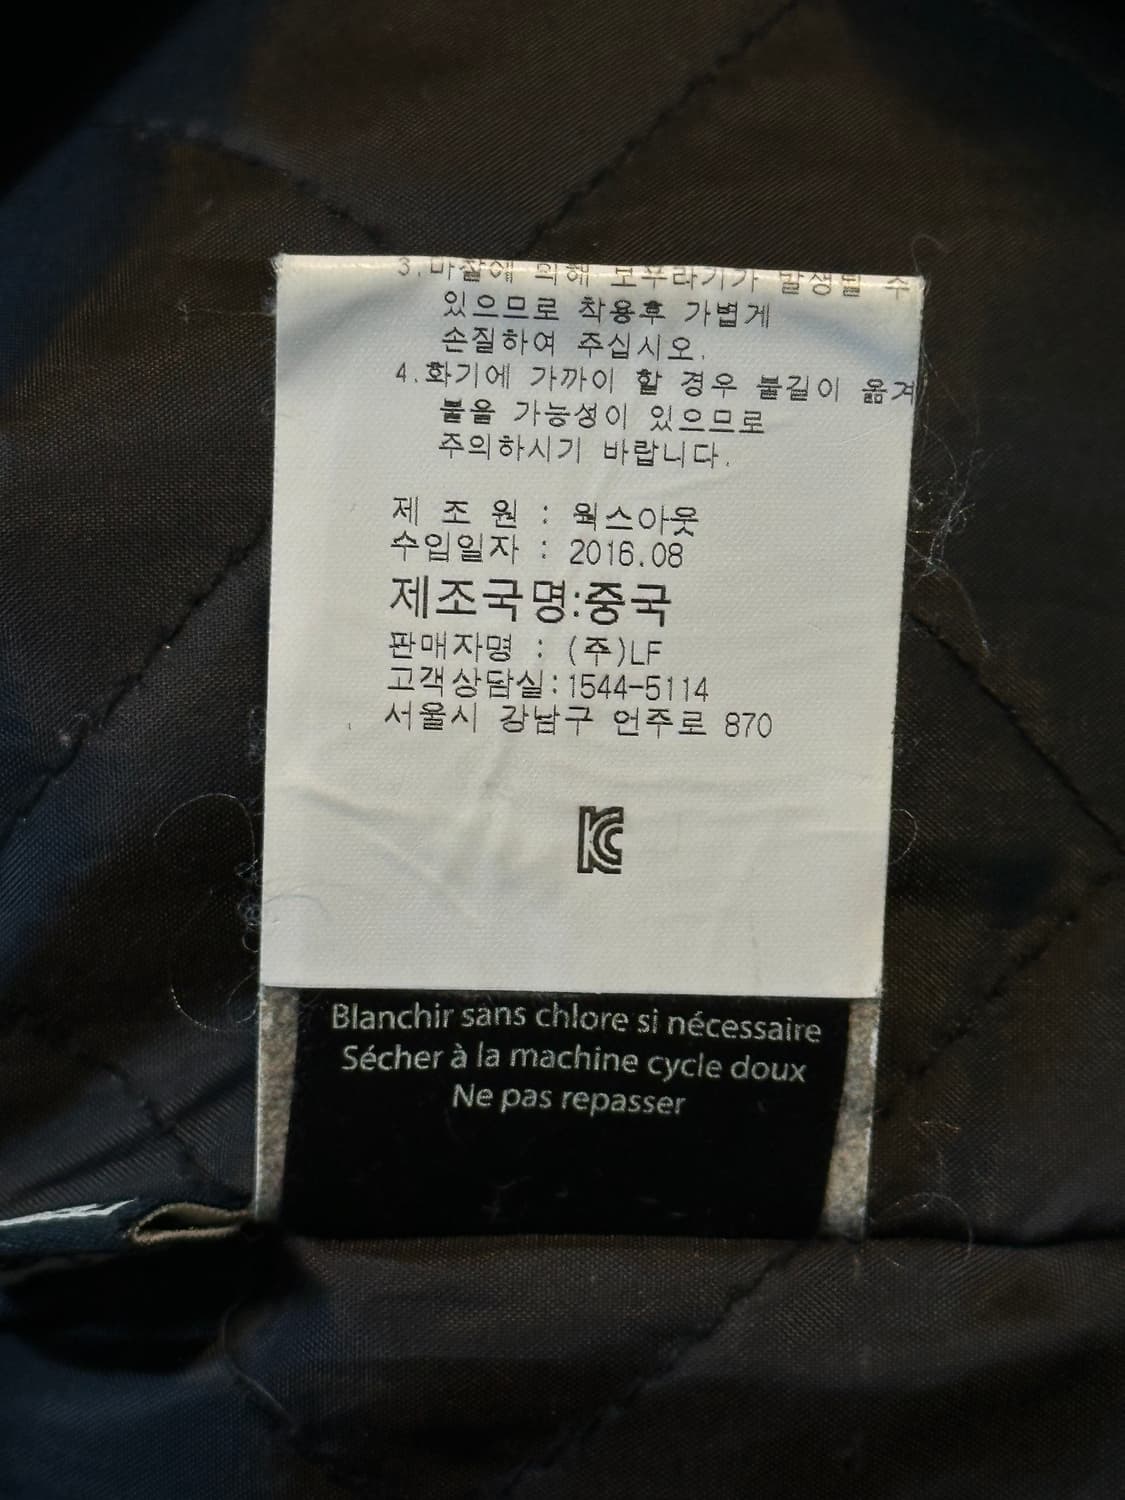 3.마찰에 의해 보푸라기가 발생될 수
있으므로 착용후 가볍게
손질하여 주십시오.
4.화기에 가까이 할 경우 불길이 옮겨
붙을 가능성이 있으므로
주의하시기 바랍니다.
제 조 원 : 웍스아웃
수입일자 : 2016.08
제조국명:중국
판매자명 : (주)LF
고객상담실:1544-5114
서울시 강남구 언주로 870
KC
Blanchir sans chlore si nécessaire
Sécher à la machine cycle doux
Ne pas repasser